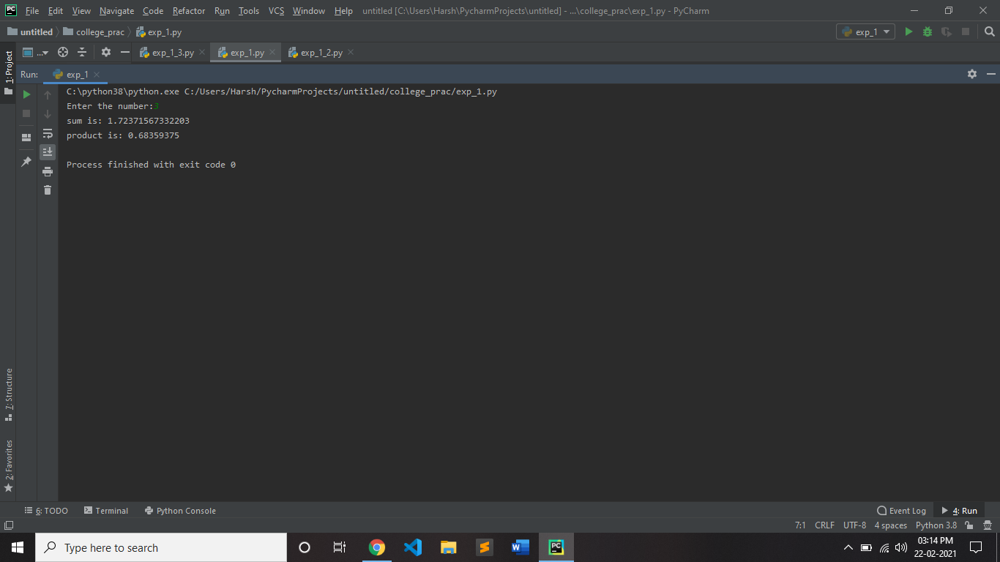 PC File Edit View Navigate Code Refactor Run Tools VCS Window Help untitled [C:\Users\Harsh\PycharmProjects\untitled] - ...\college_prac\exp_1.py - PyCharm
untitled college_prac exp_1.py exp_1
... exp_1_3.py exp_1.py exp_1_2.py
1: Project
Run: exp_1
C:\python38\python.exe C:/Users/Harsh/PycharmProjects/untitled/college_prac/exp_1.py
Enter the number:3
sum is: 1.72371567332203
product is: 0.68359375
Process finished with exit code 0
7: Structure
2: Favorites
6: TODO Terminal Python Console Event Log 4: Run
7:1 CRLF UTF-8 4 spaces Python 3.8
Type here to search
03:14 PM
22-02-2021